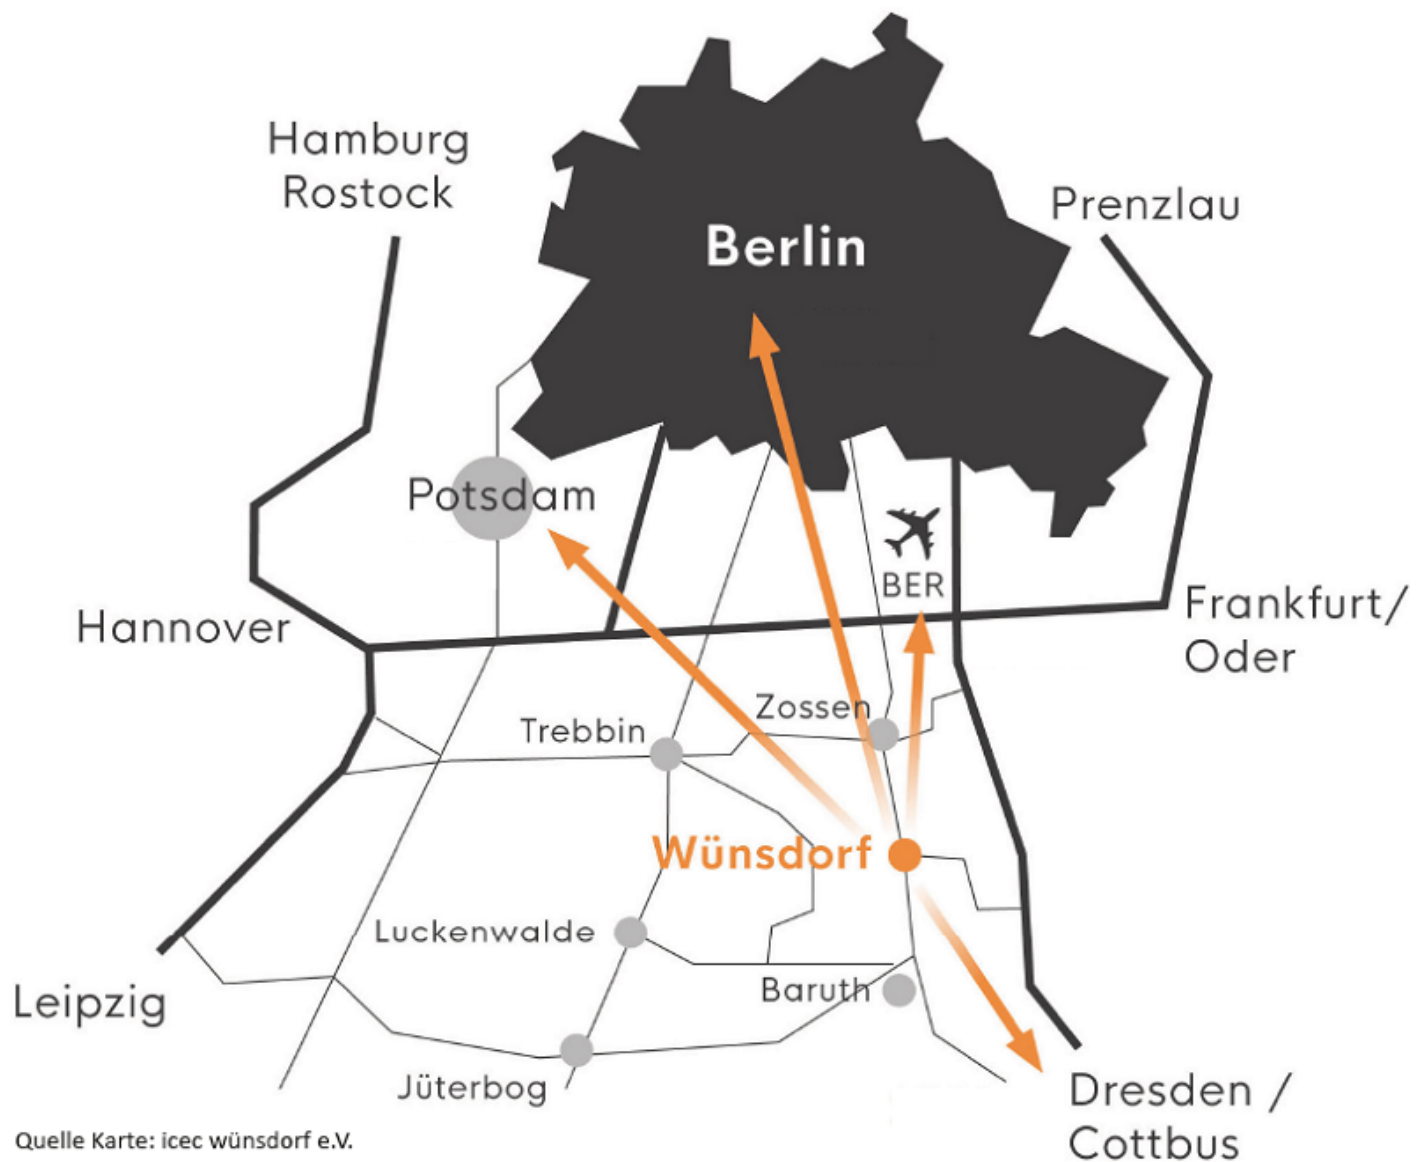 Hamburg
Rostock
Prenzlau
Berlin
Potsdam
BER
Hannover
Frankfurt/
Oder
Zossen
Trebbin
Wünsdorf
Luckenwalde
Baruth
Leipzig
Jüterbog
Dresden /
Cottbus
Quelle Karte: icec wünsdorf e.V.